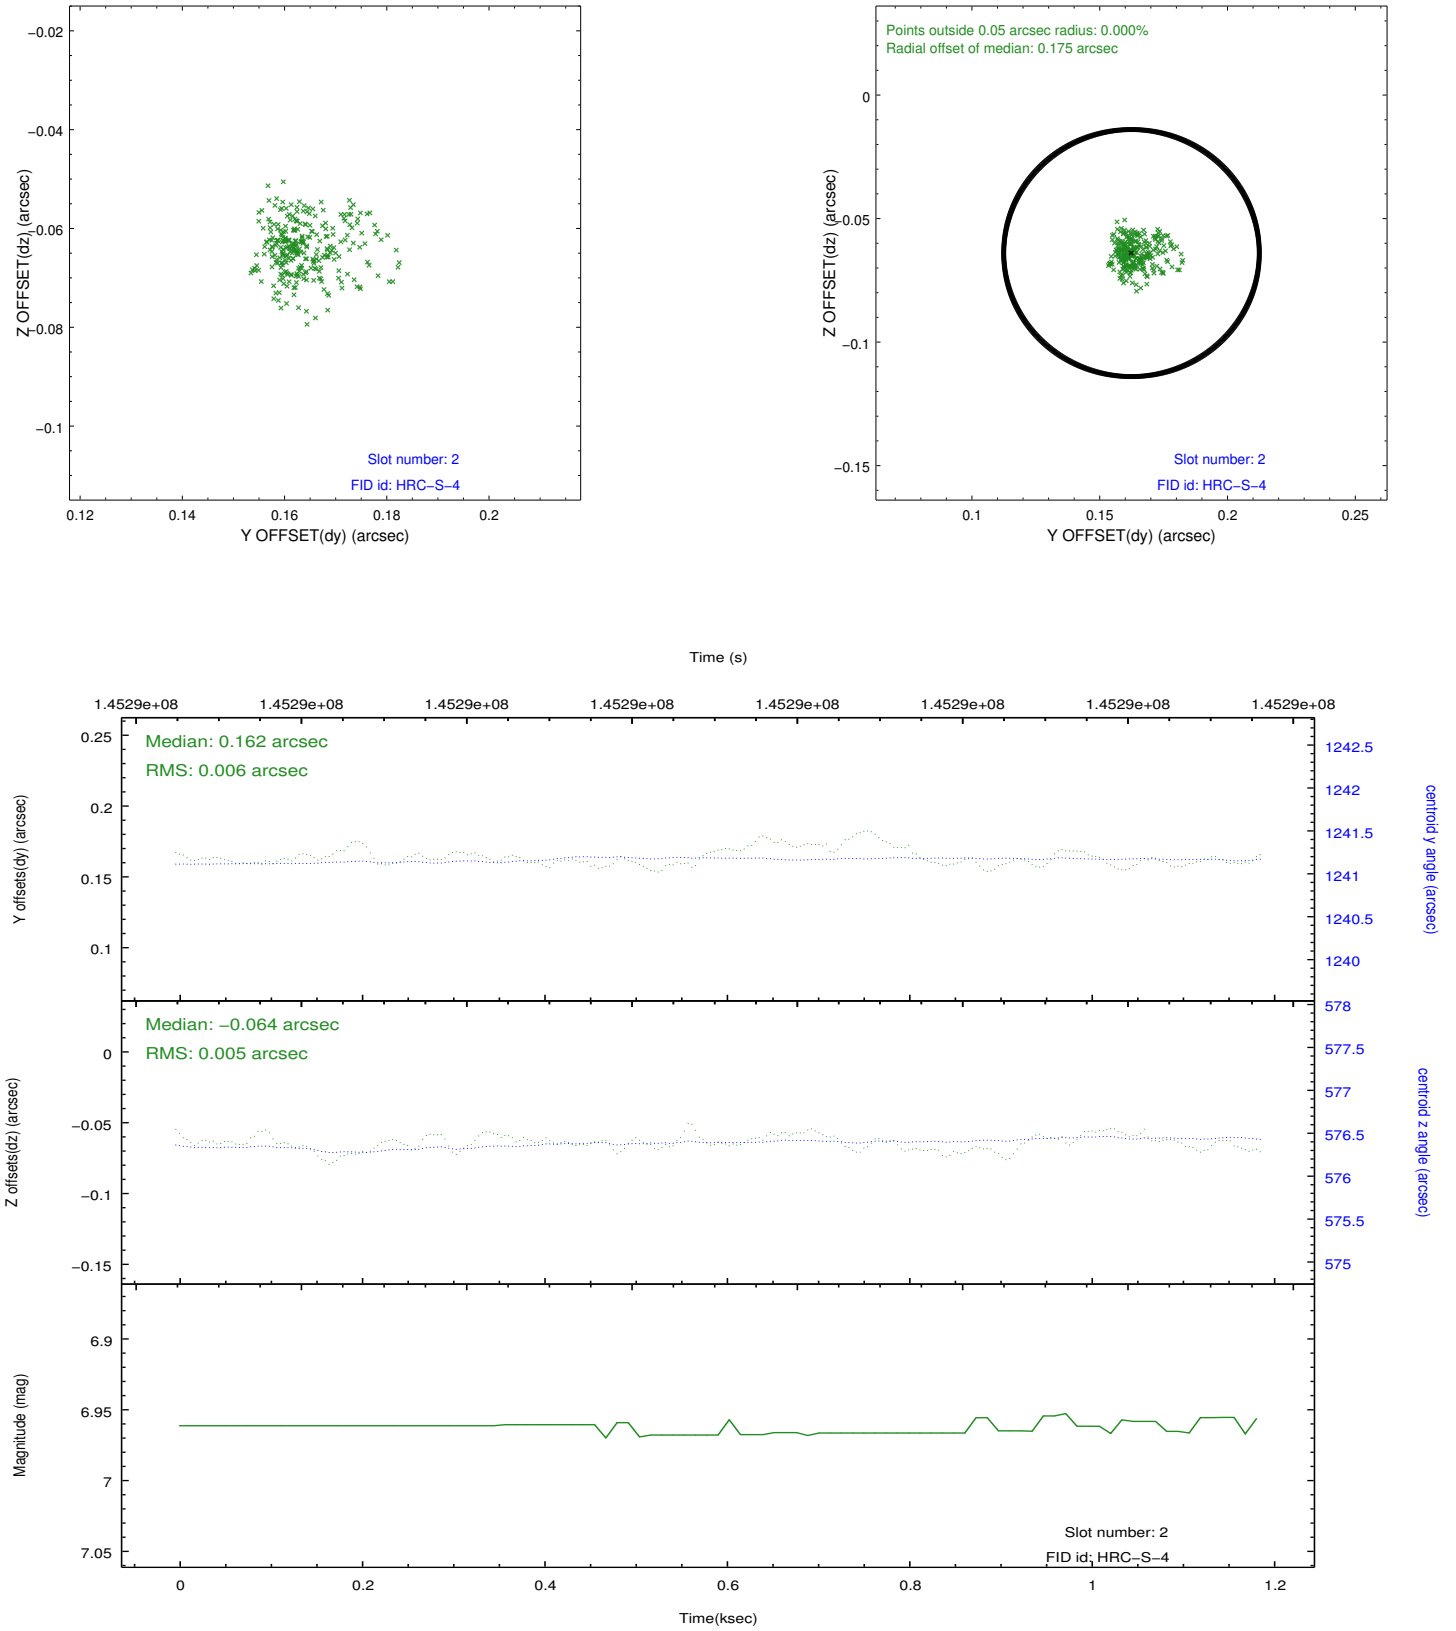 −0.02
−0.04
−0.06
−0.08
−0.1
Z OFFSET(dz) (arcsec)
Slot number: 2
FID id: HRC−S−4
0.12 0.14 0.16 0.18 0.2
Y OFFSET(dy) (arcsec)
Points outside 0.05 arcsec radius: 0.000%
Radial offset of median: 0.175 arcsec
0
−0.05
−0.1
−0.15
Z OFFSET(dz) (arcsec)
Slot number: 2
FID id: HRC−S−4
0.1 0.15 0.2 0.25
Y OFFSET(dy) (arcsec)
Time (s)
1.4529e+08 1.4529e+08 1.4529e+08 1.4529e+08 1.4529e+08 1.4529e+08 1.4529e+08 1.4529e+08
Median: 0.162 arcsec
RMS: 0.006 arcsec
0.25
0.2
0.15
0.1
Y offsets(dy) (arcsec)
1242.5
1242
1241.5
1241
1240.5
1240
centroid y angle (arcsec)
Median: −0.064 arcsec
RMS: 0.005 arcsec
0
−0.05
−0.1
−0.15
Z offsets(dz) (arcsec)
578
577.5
577
576.5
576
575.5
575
centroid z angle (arcsec)
6.9
6.95
7
7.05
Magnitude (mag)
Slot number: 2
FID id: HRC−S−4
0 0.2 0.4 0.6 0.8 1 1.2
Time(ksec)